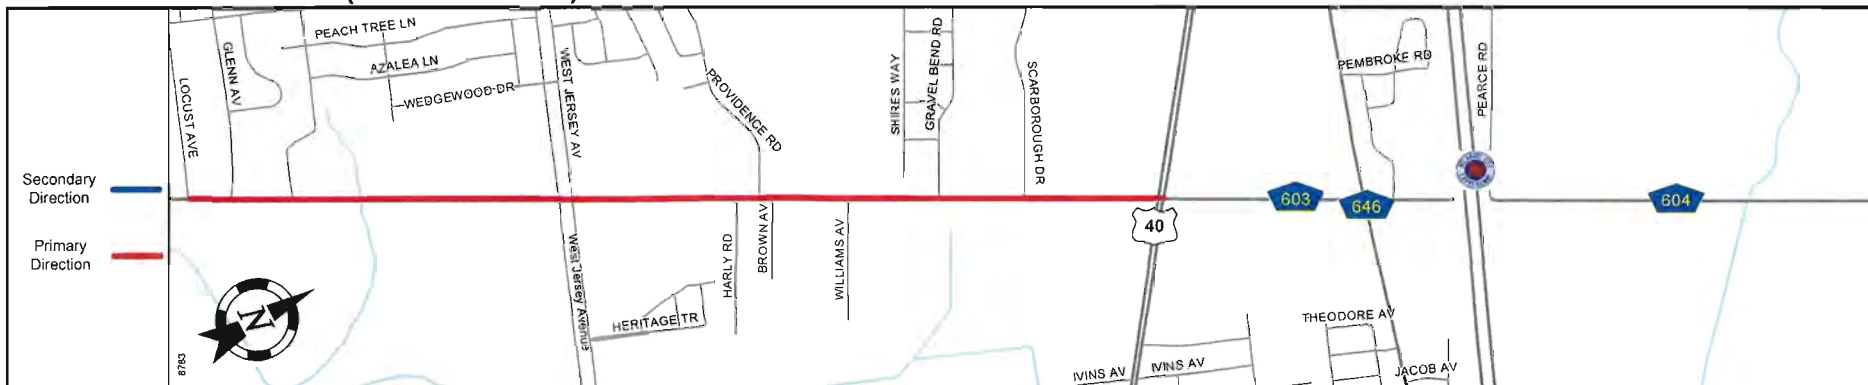 PEACH TREE LN
AZALEA LN
WEDGEWOOD DR
GLENN AV
LOCUST AVE
WEST JERSEY AV
PROVIDENCE RD
SHIRES WAY
GRAVEL BEND RD
SCARBOROUGH DR
PEMBROKE RD
PEARCE RD
Secondary
Direction
Primary
Direction
603
646
604
40
West Jersey Avenue
HARLY RD
BROWN AV
WILLIAMS AV
HERITAGE TR
N
8783
THEODORE AV
IVINS AV
IVINS AV
JACOB AV